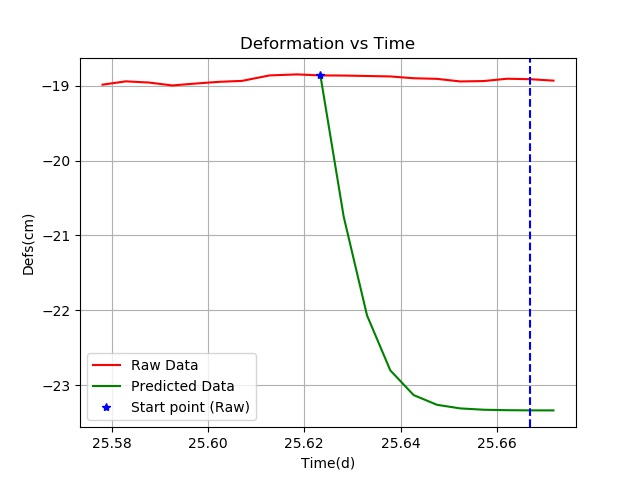 Deformation vs Time
Defs(cm)
−19
−20
−21
−22
−23
Raw Data
Predicted Data
Start point (Raw)
25.58 25.60 25.62 25.64 25.66
Time(d)